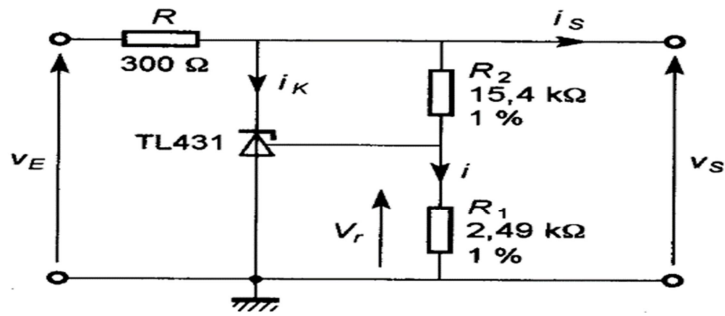 R
300 Ω
i_S
i_K
R_2
15,4 kΩ
1 %
TL431
v_E
i
v_S
V_r
R_1
2,49 kΩ
1 %